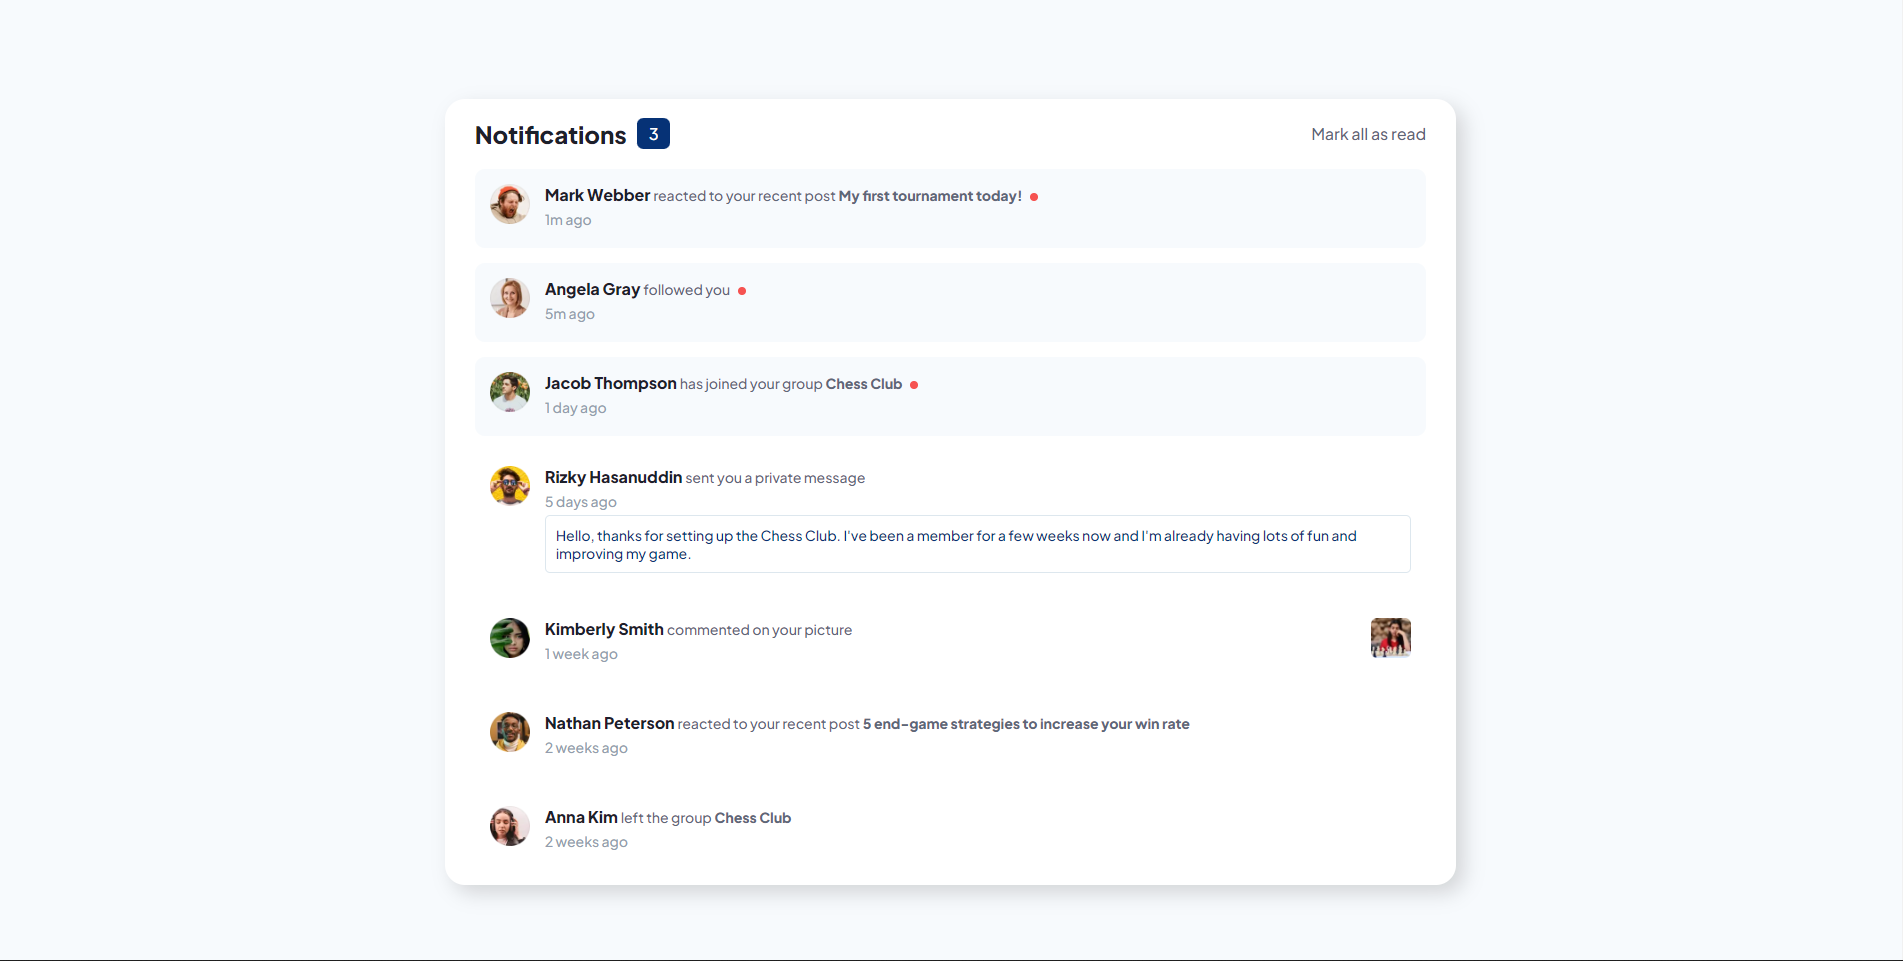 Notifications 3 Mark all as read
Mark Webber reacted to your recent post My first tournament today!
1m ago
Angela Gray followed you
5m ago
Jacob Thompson has joined your group Chess Club
1 day ago
Rizky Hasanuddin sent you a private message
5 days ago
Hello, thanks for setting up the Chess Club. I've been a member for a few weeks now and I'm already having lots of fun and
improving my game.
Kimberly Smith commented on your picture
1 week ago
Nathan Peterson reacted to your recent post 5 end-game strategies to increase your win rate
2 weeks ago
Anna Kim left the group Chess Club
2 weeks ago